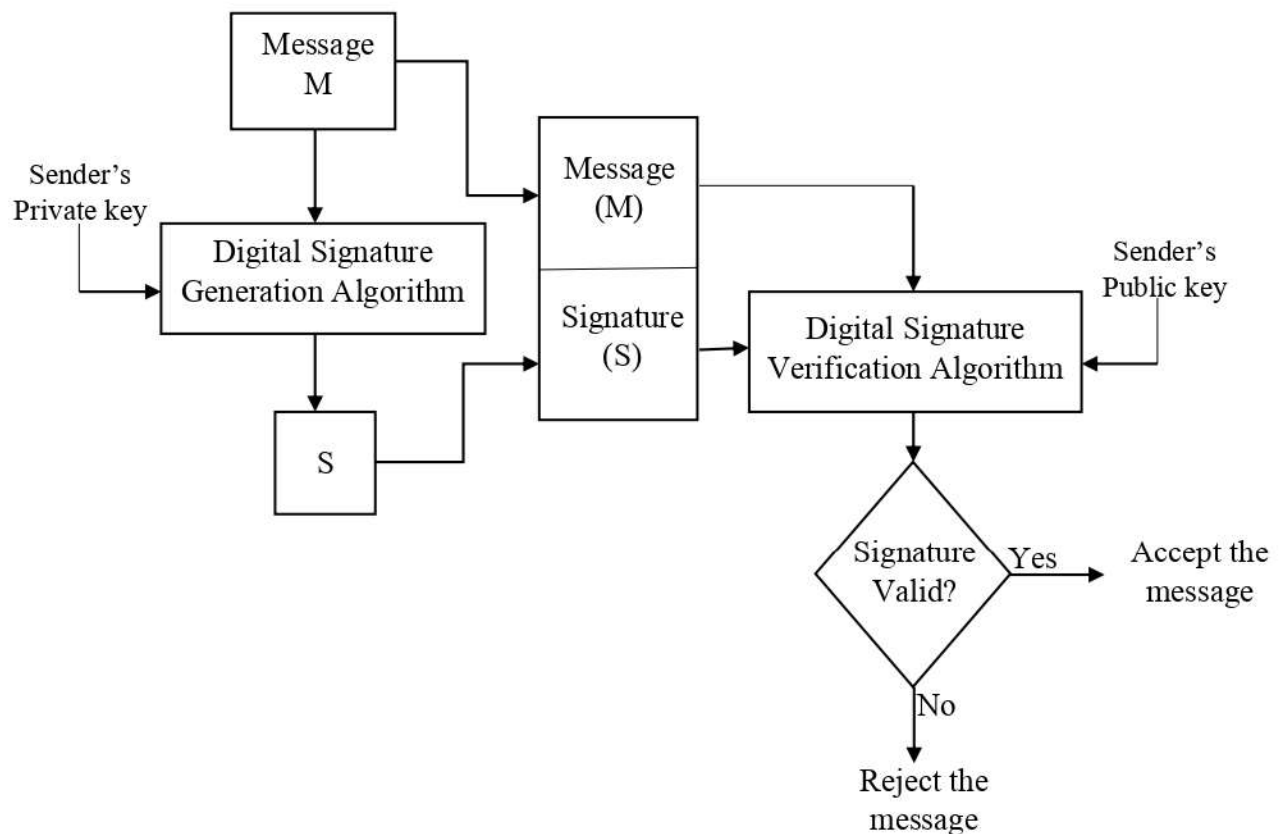 Message
M
Sender’s
Private key
Digital Signature
Generation Algorithm
S
Message
(M)
Signature
(S)
Sender’s
Public key
Digital Signature
Verification Algorithm
Signature
Valid?
Yes
Accept the
message
No
Reject the
message